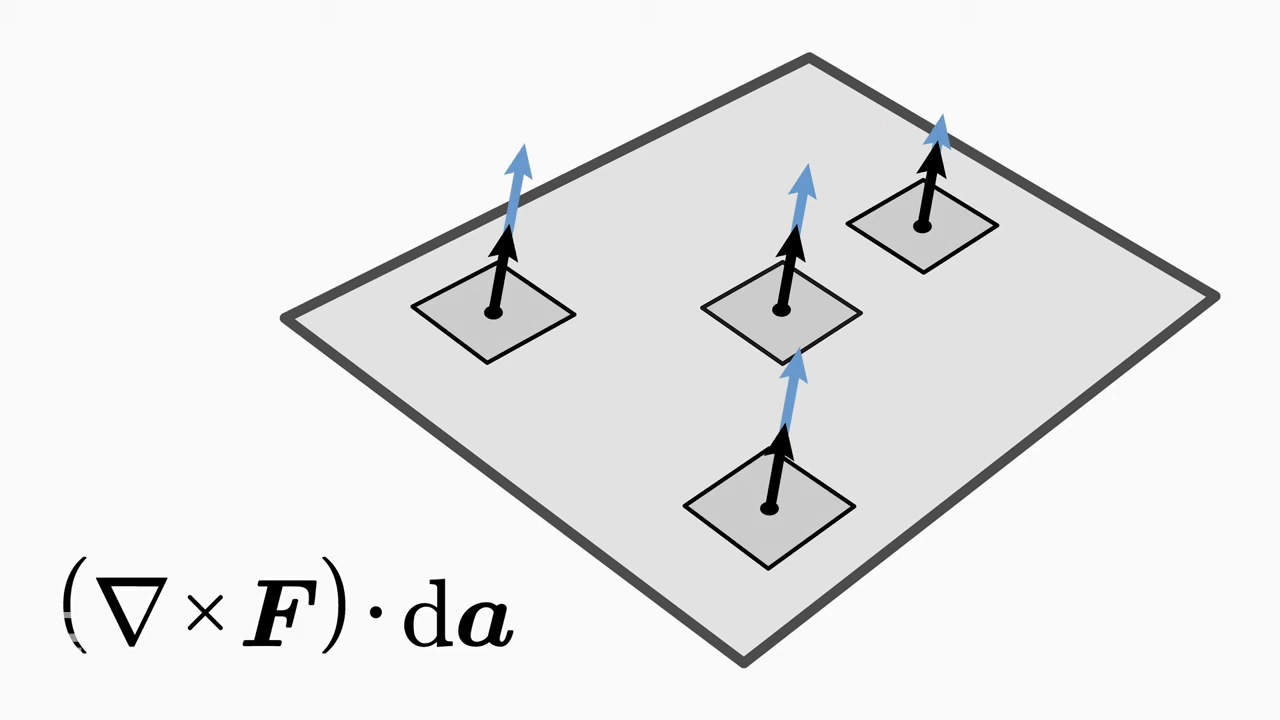 (∇ × F) · da